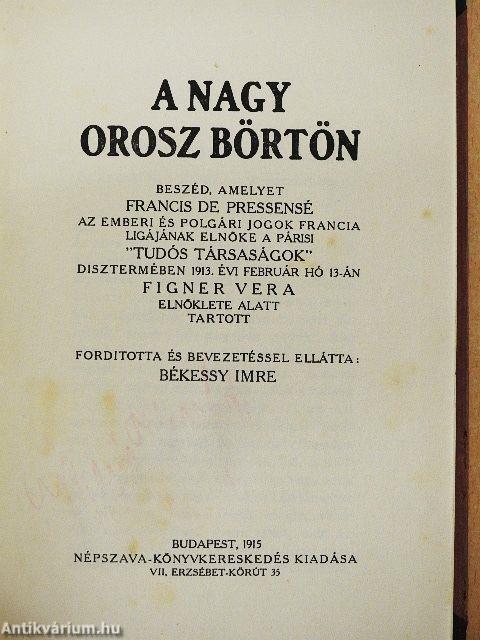 A NAGY
OROSZ BÖRTÖN
BESZÉD, AMELYET
FRANCIS DE PRESSENSÉ
AZ EMBERI ÉS POLGÁRI JOGOK FRANCIA
LIGÁJÁNAK ELNÖKE A PÁRISI
"TUDÓS TÁRSASÁGOK"
DISZTERMÉBEN 1913. ÉVI FEBRUÁR HÓ 13-ÁN
FIGNER VERA
ELNÖKLETE ALATT
TARTOTT
FORDITOTTA ÉS BEVEZETÉSSEL ELLÁTTA:
BÉKESSY IMRE
BUDAPEST, 1915
NÉPSZAVA-KÖNYVKERESKEDÉS KIADÁSA
VII, ERZSÉBET-KÖRÚT 35
Antikvárium.hu